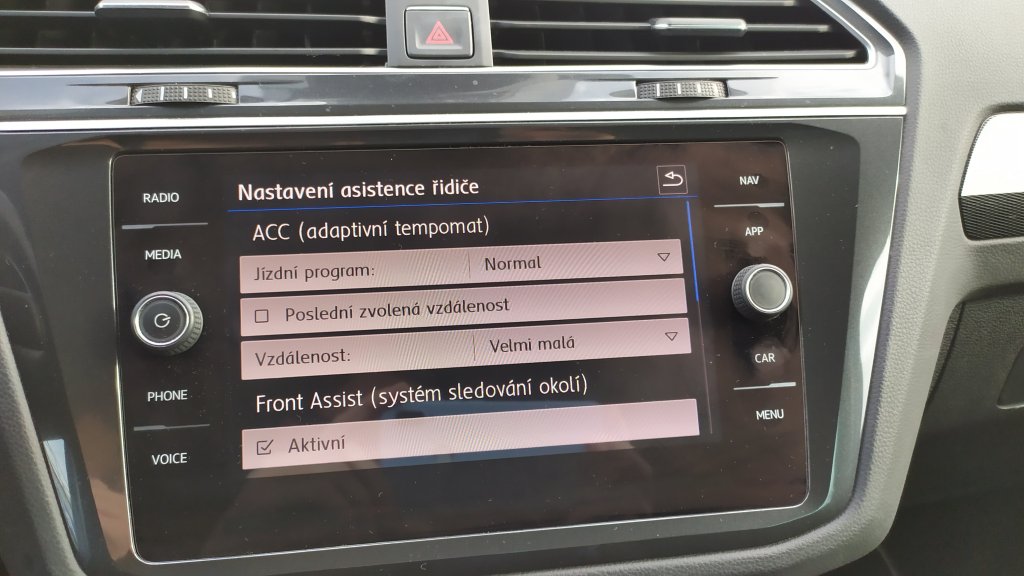 RADIO
MEDIA
PHONE
VOICE
Nastavení asistence řidiče
ACC (adaptivní tempomat)
Jízdní program: Normal
Poslední zvolená vzdálenost
Vzdálenost: Velmi malá
Front Assist (systém sledování okolí)
Aktivní
NAV
APP
CAR
MENU